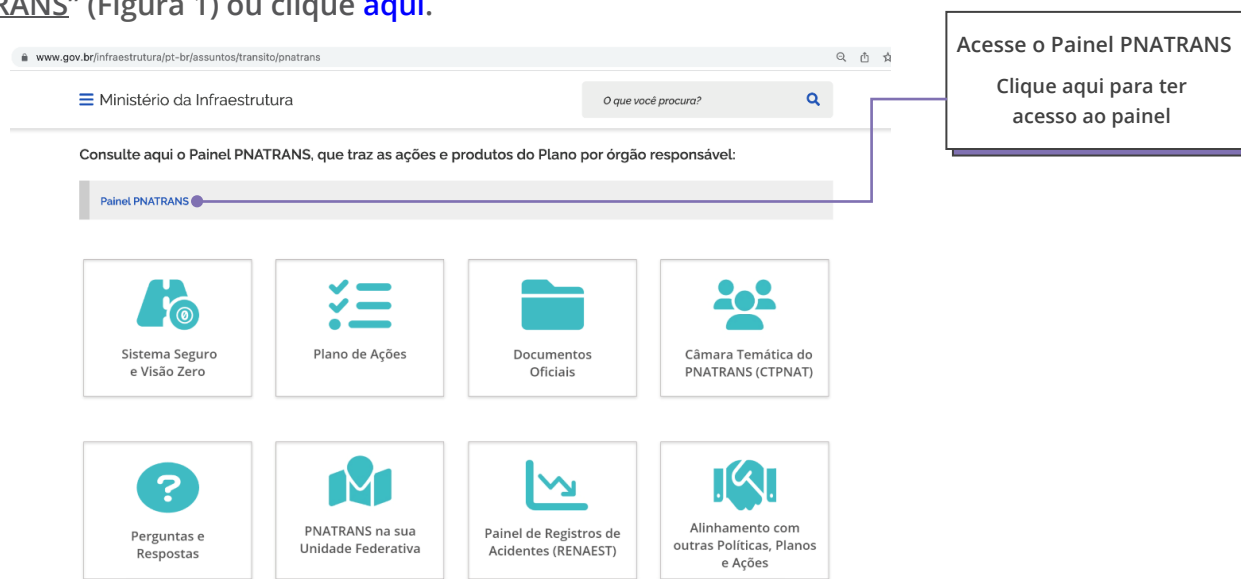 RANS" (Figura 1) ou clique aqui.
www.gov.br/infraestrutura/pt-br/assuntos/transito/pnatrans
Ministério da Infraestrutura
O que você procura?
Acesse o Painel PNATRANS
Clique aqui para ter
acesso ao painel
Consulte aqui o Painel PNATRANS, que traz as ações e produtos do Plano por órgão responsável:
Painel PNATRANS
Sistema Seguro
e Visão Zero
Plano de Ações
Documentos
Oficiais
Câmara Temática do
PNATRANS (CTPNAT)
Perguntas e
Respostas
PNATRANS na sua
Unidade Federativa
Painel de Registros de
Acidentes (RENAEST)
Alinhamento com
outras Políticas, Planos
e Ações